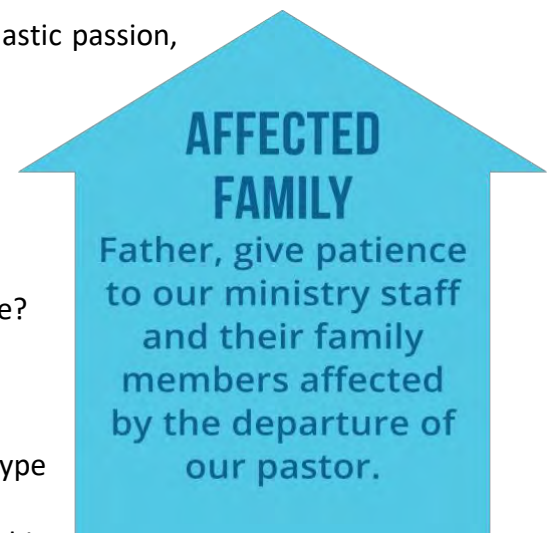 astic passion,
AFFECTED
FAMILY
Father, give patience
to our ministry staff
and their family
e?
members affected
by the departure of
ype
our pastor.